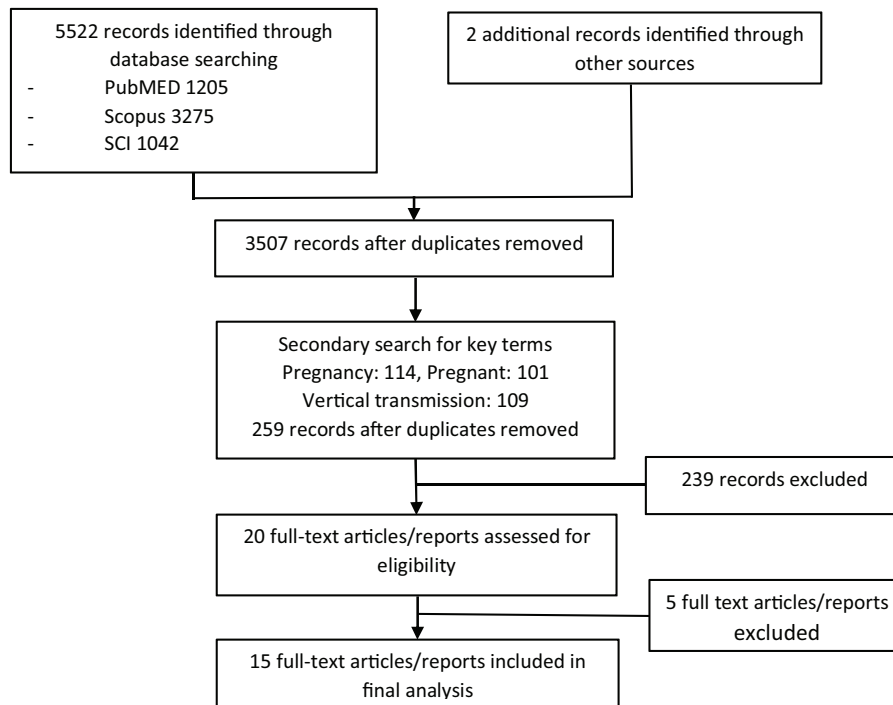 5522 records identified through
database searching
- PubMED 1205
- Scopus 3275
- SCI 1042
2 additional records identified through
other sources
3507 records after duplicates removed
Secondary search for key terms
Pregnancy: 114, Pregnant: 101
Vertical transmission: 109
259 records after duplicates removed
239 records excluded
20 full-text articles/reports assessed for
eligibility
5 full text articles/reports
excluded
15 full-text articles/reports included in
final analysis